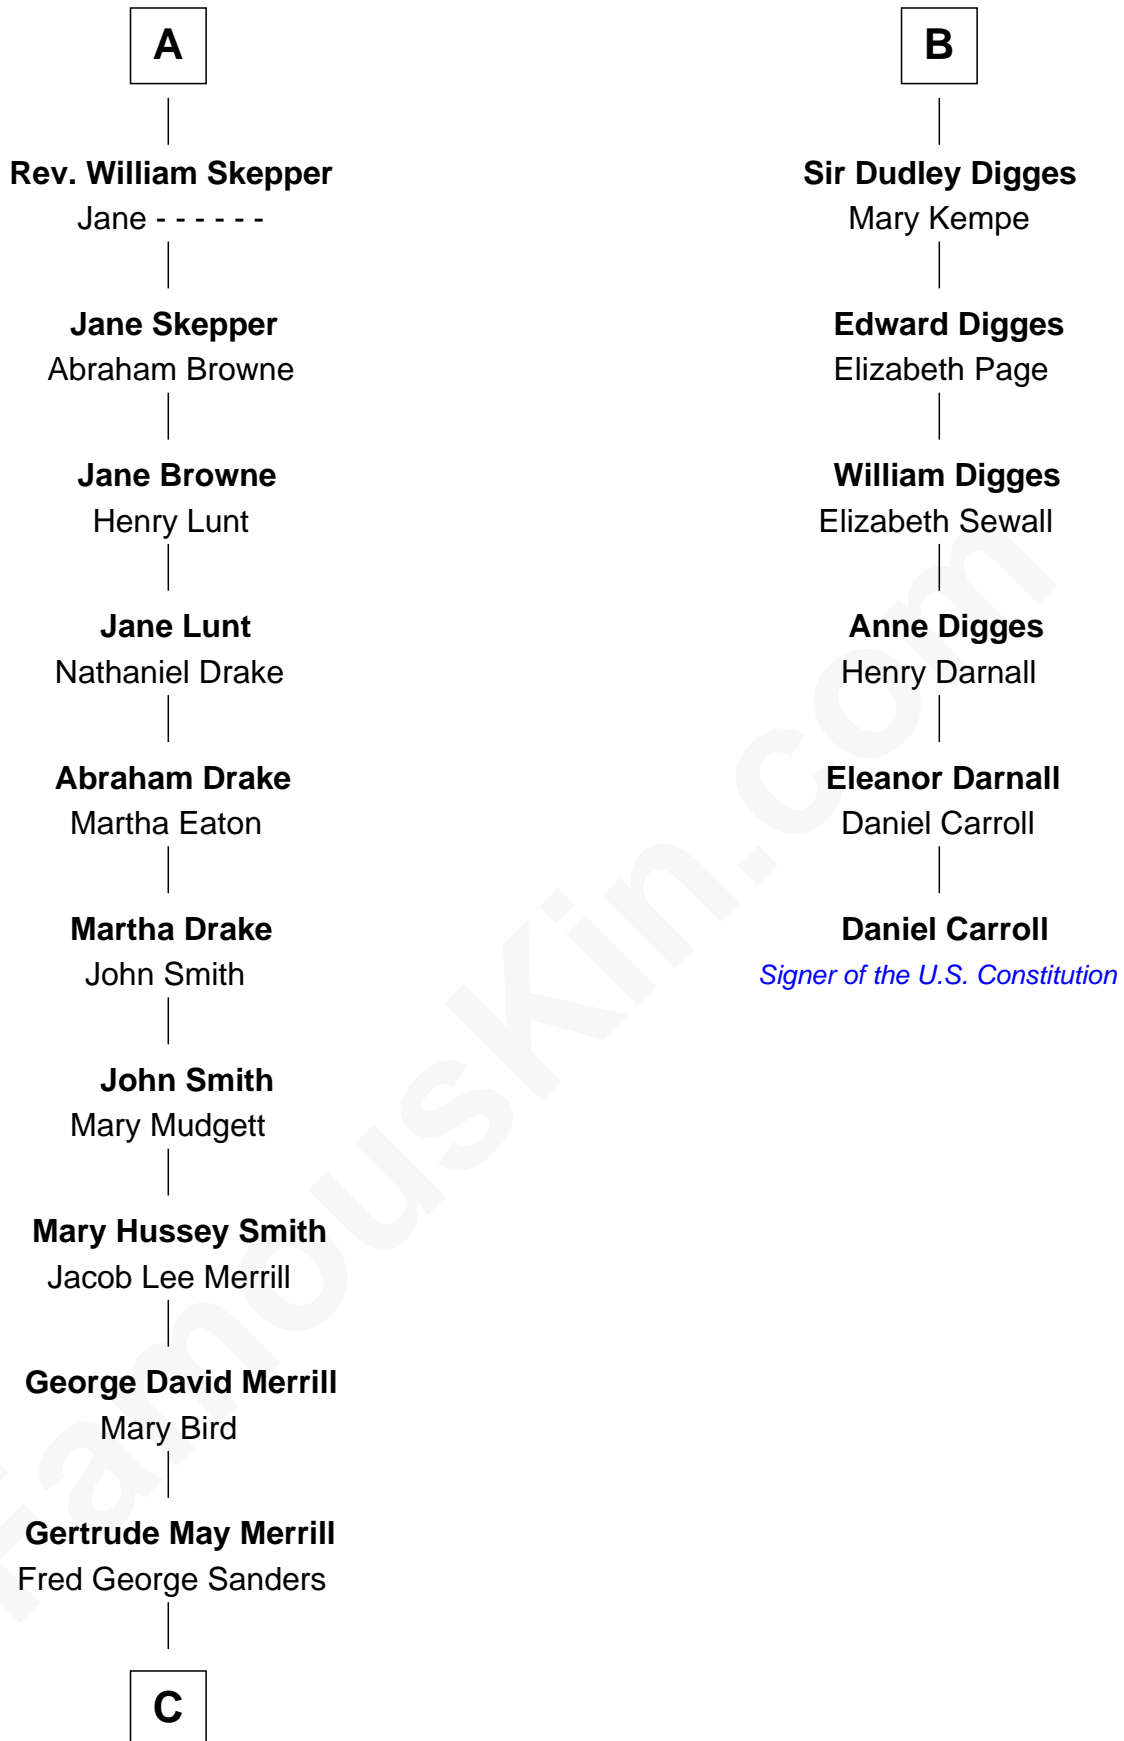 A
Rev. William Skepper
Jane - - - - - -
Jane Skepper
Abraham Browne
Jane Browne
Henry Lunt
Jane Lunt
Nathaniel Drake
Abraham Drake
Martha Eaton
Martha Drake
John Smith
John Smith
Mary Mudgett
Mary Hussey Smith
Jacob Lee Merrill
George David Merrill
Mary Bird
Gertrude May Merrill
Fred George Sanders
C
B
Sir Dudley Digges
Mary Kempe
Edward Digges
Elizabeth Page
William Digges
Elizabeth Sewall
Anne Digges
Henry Darnall
Eleanor Darnall
Daniel Carroll
Daniel Carroll
Signer of the U.S. Constitution
FamousKin.com